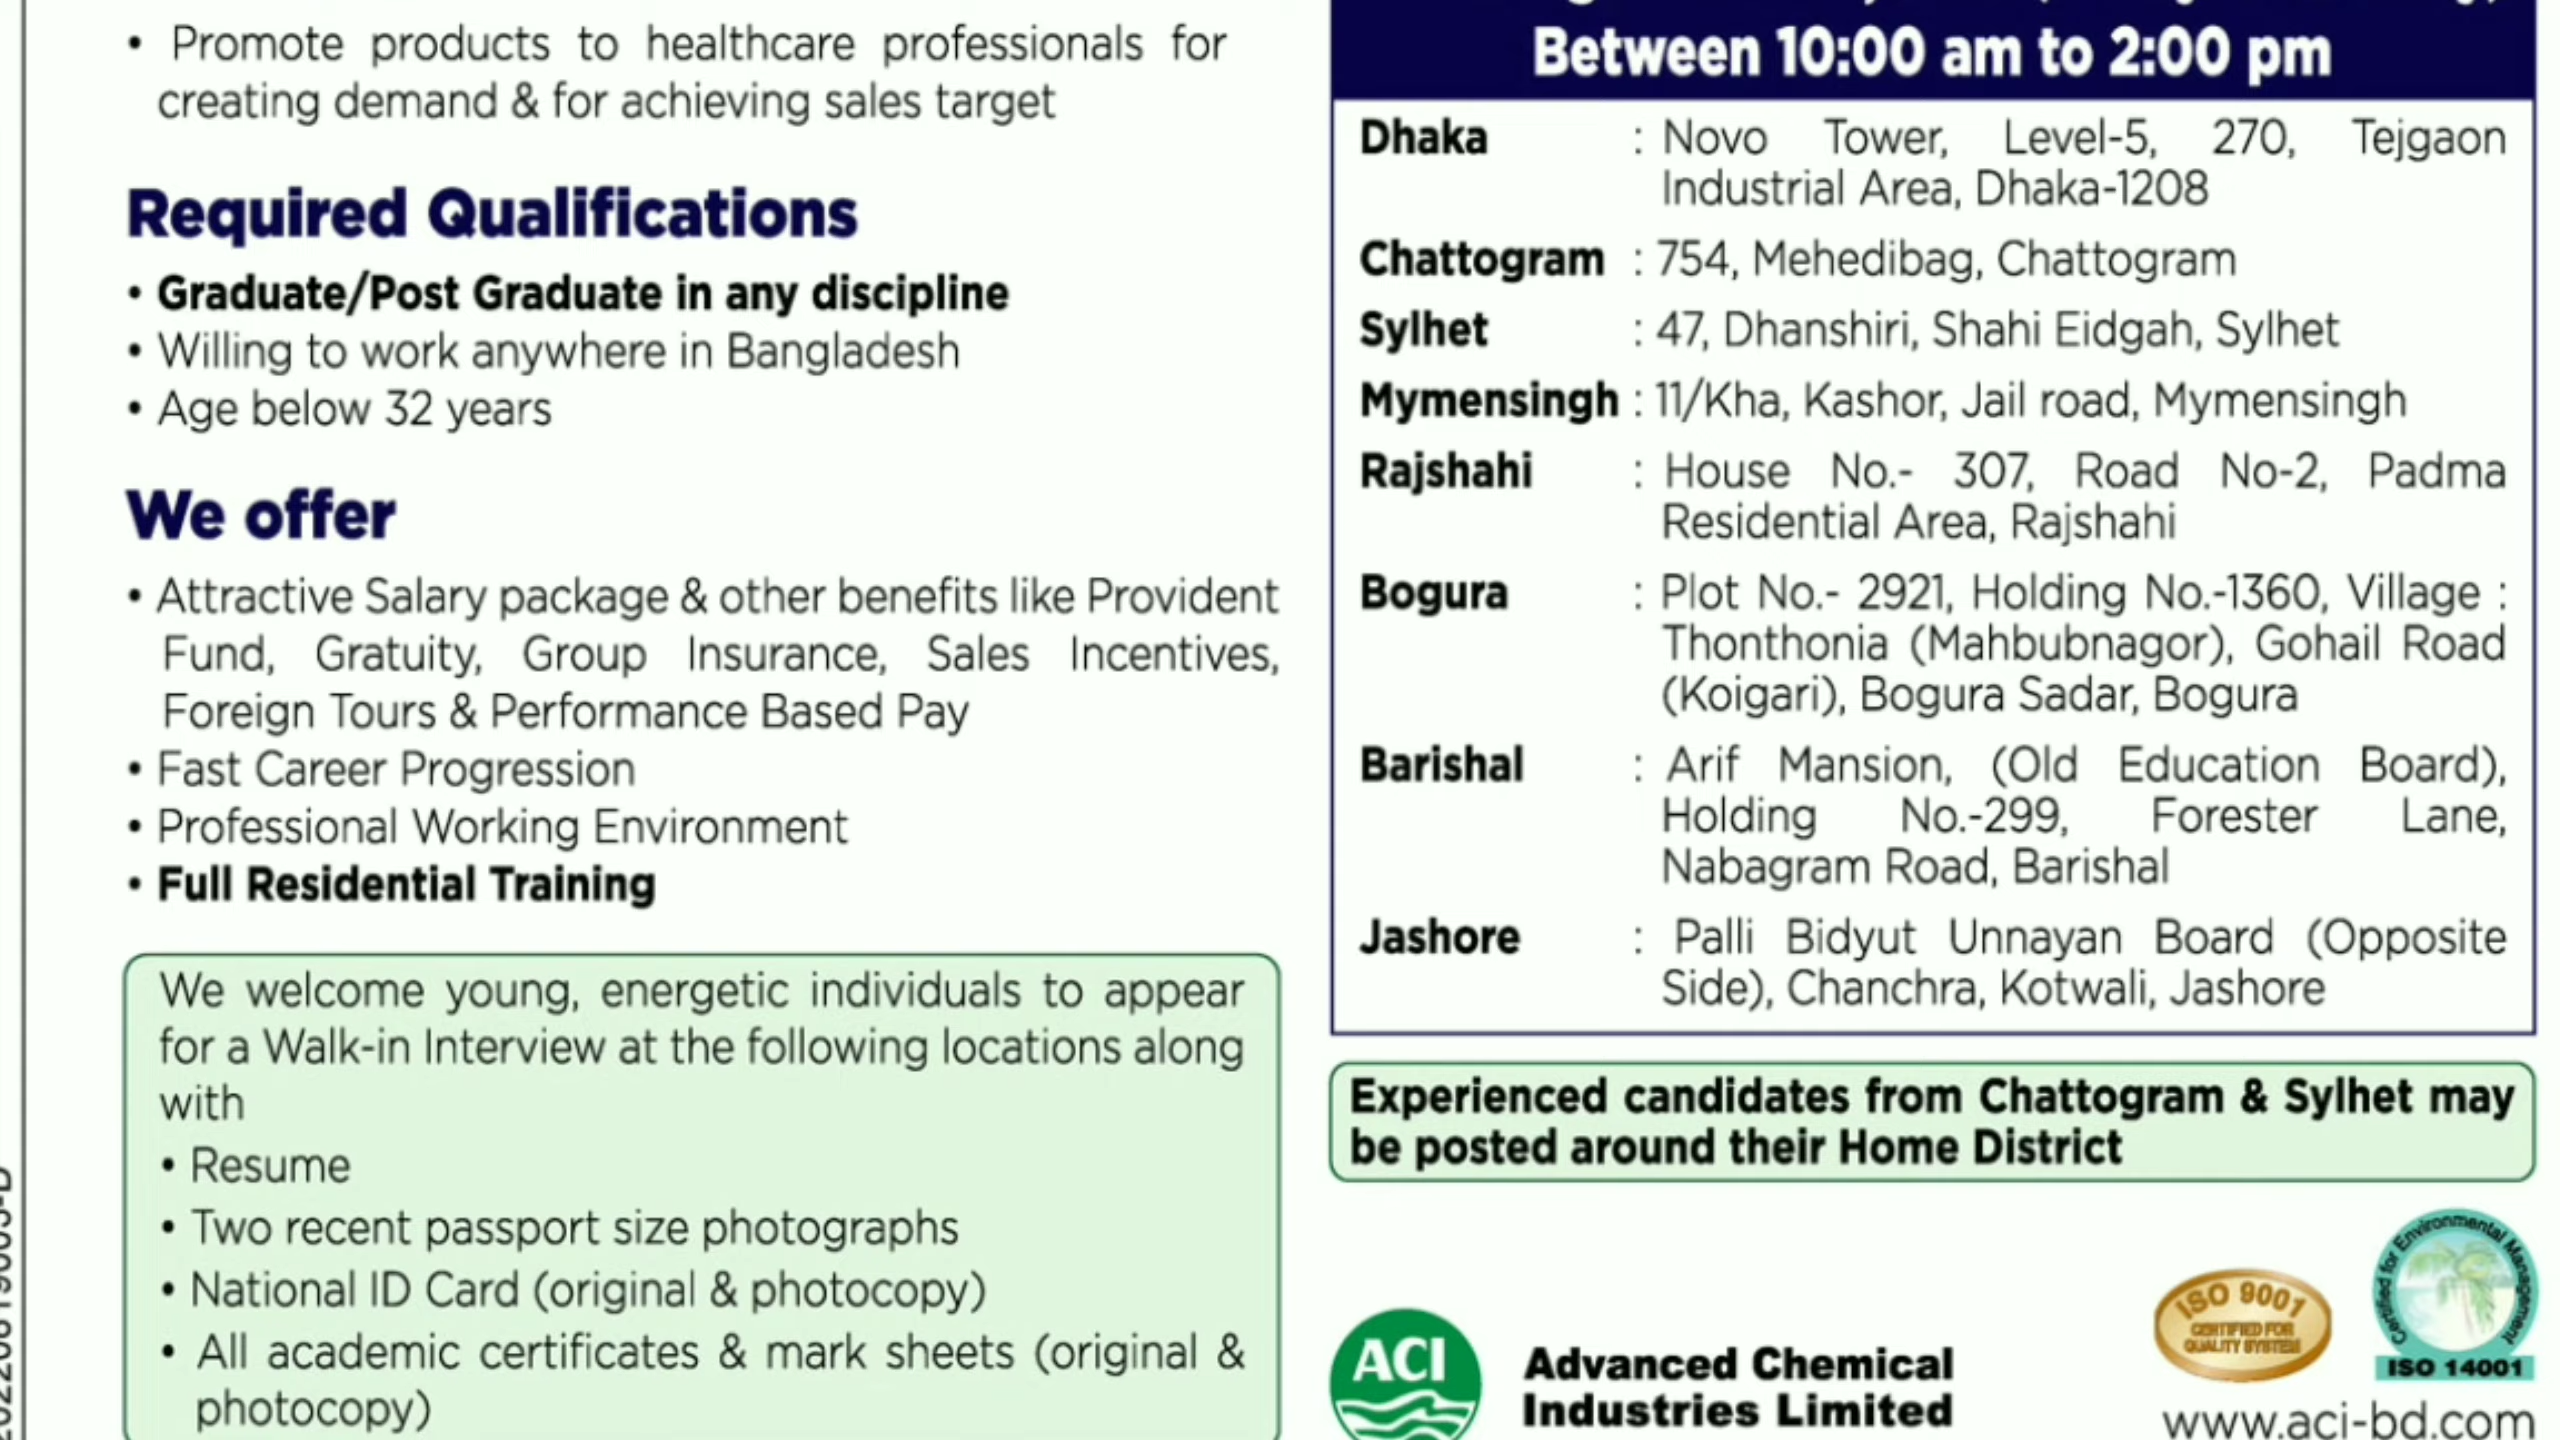 • Promote products to healthcare professionals for
creating demand & for achieving sales target
Required Qualifications
• Graduate/Post Graduate in any discipline
• Willing to work anywhere in Bangladesh
• Age below 32 years
We offer
• Attractive Salary package & other benefits like Provident
Fund, Gratuity, Group Insurance, Sales Incentives,
Foreign Tours & Performance Based Pay
• Fast Career Progression
• Professional Working Environment
• Full Residential Training
We welcome young, energetic individuals to appear
for a Walk-in Interview at the following locations along
with
• Resume
• Two recent passport size photographs
• National ID Card (original & photocopy)
• All academic certificates & mark sheets (original &
photocopy)
Between 10:00 am to 2:00 pm
Dhaka : Novo Tower, Level-5, 270, Tejgaon
Industrial Area, Dhaka-1208
Chattogram : 754, Mehedibag, Chattogram
Sylhet : 47, Dhanshiri, Shahi Eidgah, Sylhet
Mymensingh : 11/Kha, Kashor, Jail road, Mymensingh
Rajshahi : House No.- 307, Road No-2, Padma
Residential Area, Rajshahi
Bogura : Plot No.- 2921, Holding No.-1360, Village :
Thonthonia (Mahbubnagor), Gohail Road
(Koigari), Bogura Sadar, Bogura
Barishal : Arif Mansion, (Old Education Board),
Holding No.-299, Forester Lane,
Nabagram Road, Barishal
Jashore : Palli Bidyut Unnayan Board (Opposite
Side), Chanchra, Kotwali, Jashore
Experienced candidates from Chattogram & Sylhet may
be posted around their Home District
ACI
Advanced Chemical
Industries Limited
ISO 9001
CERTIFIED FOR
QUALITY SYSTEM
Certified for Environmental Management
ISO 14001
www.aci-bd.com